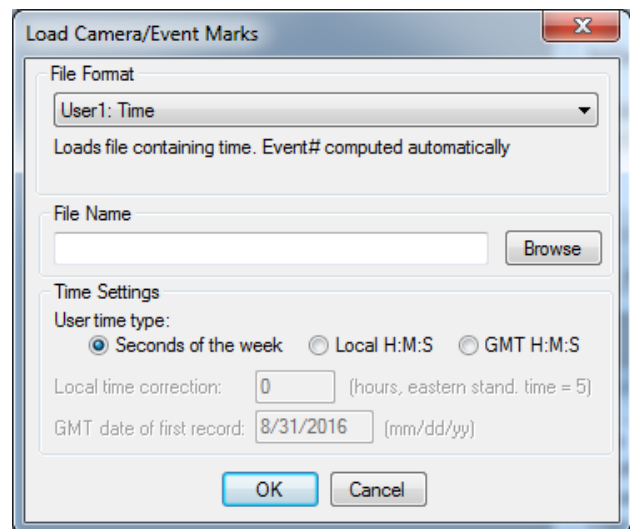 Load Camera/Event Marks
File Format
User1: Time
Loads file containing time. Event# computed automatically
File Name
Browse
Time Settings
User time type:
Seconds of the week Local H:M:S GMT H:M:S
Local time correction: 0 (hours, eastern stand. time = 5)
GMT date of first record: 8/31/2016 (mm/dd/yy)
OK Cancel